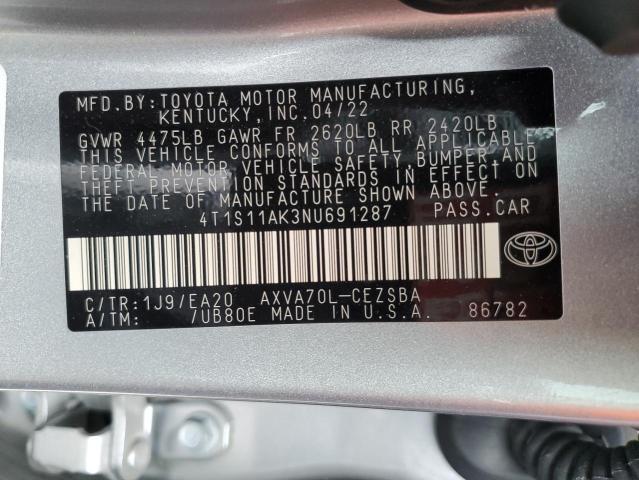 MFD.BY:TOYOTA MOTOR MANUFACTURING,
KENTUCKY,INC.04/22
GVWR 4475LB GAWR FR 2620LB RR 2420LB
THIS VEHICLE CONFORMS TO ALL APPLICABLE
FEDERAL MOTOR VEHICLE SAFETY,BUMPER,AND
THEFT PREVENTION STANDARDS IN EFFECT ON
THE DATE OF MANUFACTURE SHOWN ABOVE.
4T1S11AK3NU691287 PASS.CAR
C/TR:1J9/EA20 AXVA70L-CEZSBA
A/TM: /UB80E MADE IN U.S.A. 86782